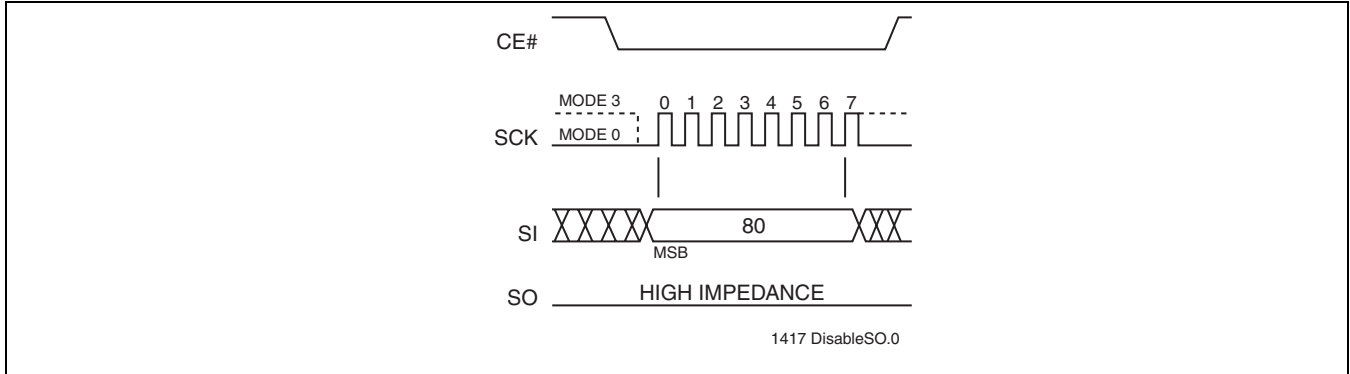 CE#
MODE 3
0 1 2 3 4 5 6 7
SCK
MODE 0
SI
80
MSB
SO
HIGH IMPEDANCE
1417 DisableSO.0